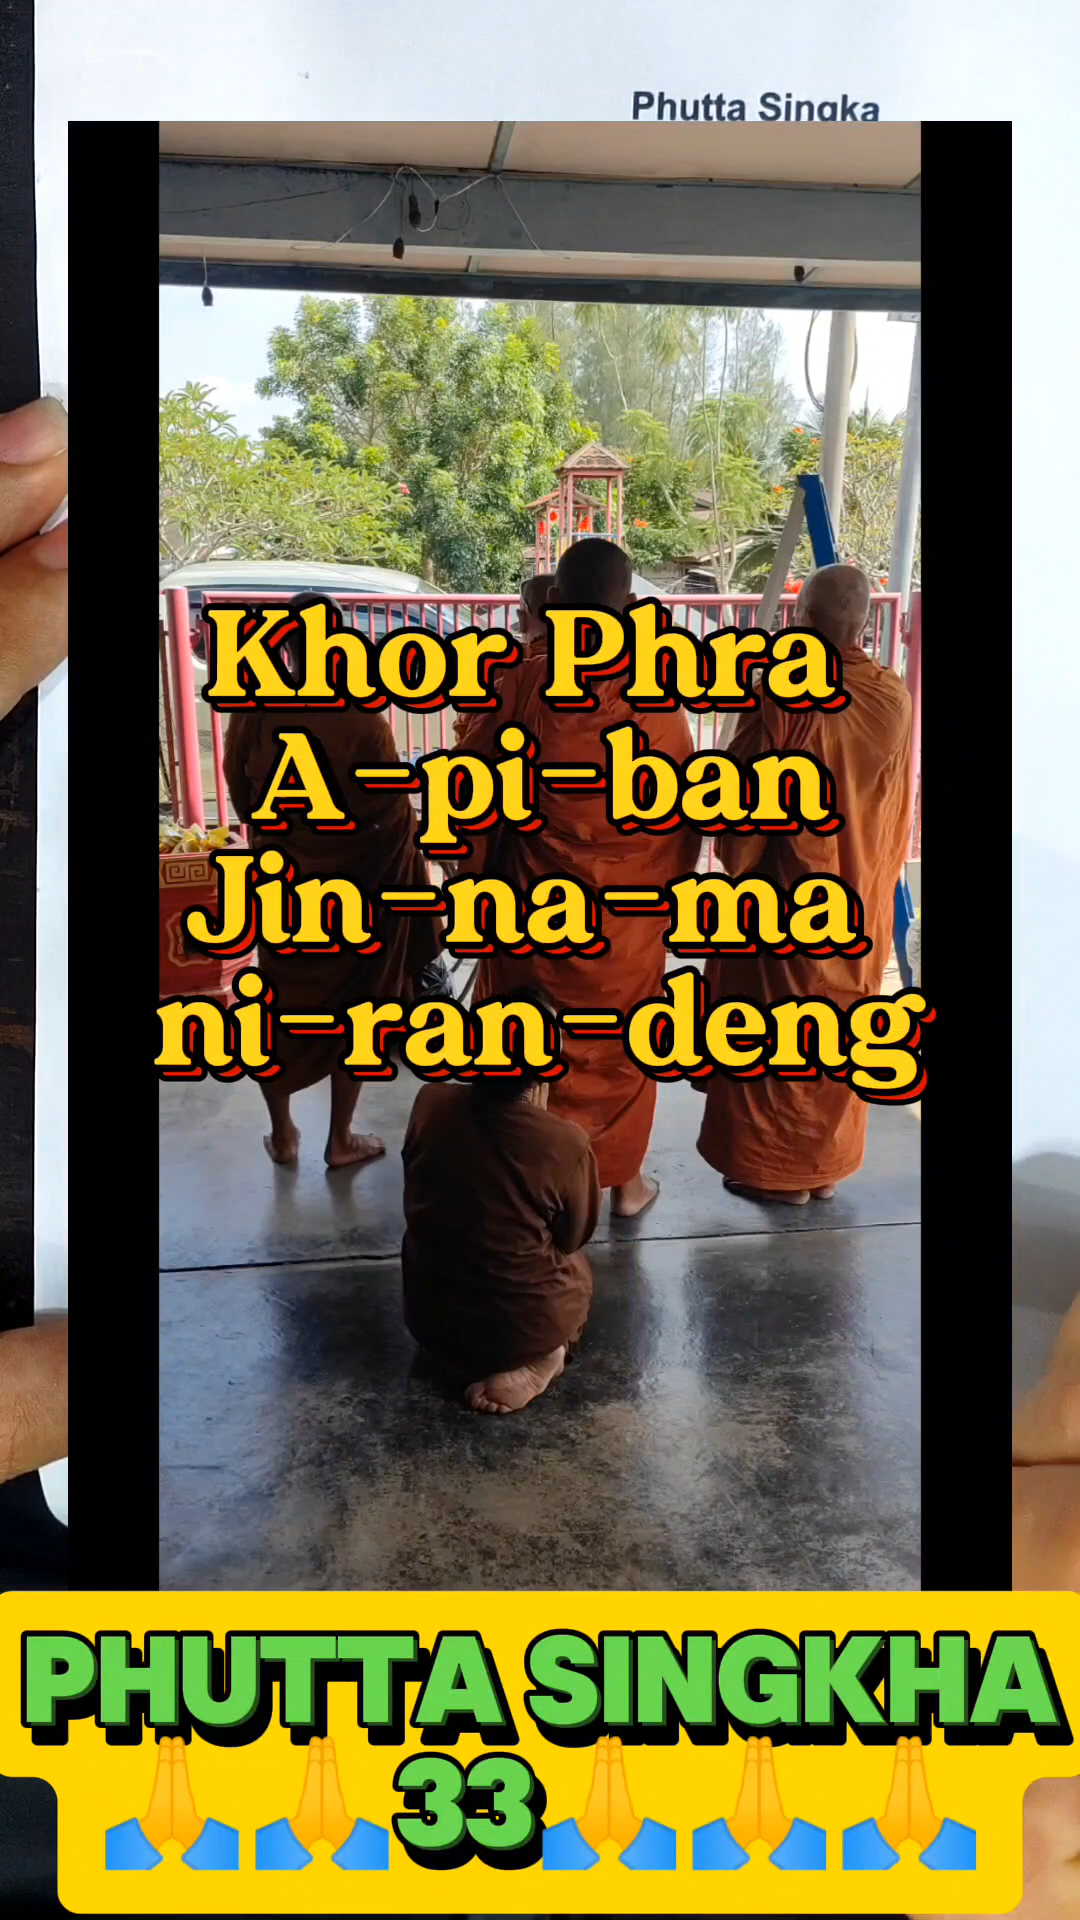 Phutta Singka
Khor Phra
A-pi-ban
Jin-na-ma
ni-ran-deng
PHUTTA SINGKHA
🙏🙏33🙏🙏🙏